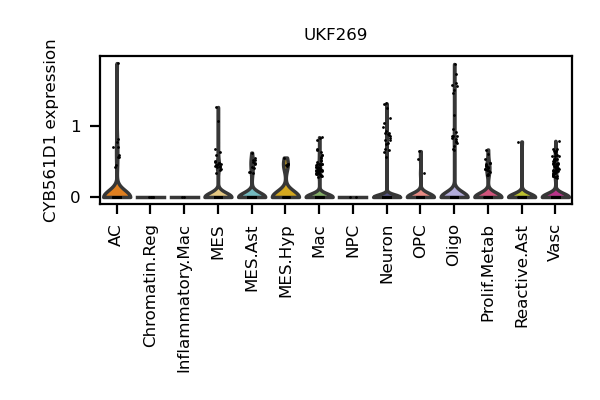 UKF269
CYB561D1 expression
1
0
AC
Chromatin.Reg
Inflammatory.Mac
MES
MES.Ast
MES.Hyp
Mac
NPC
Neuron
OPC
Oligo
Prolif.Metab
Reactive.Ast
Vasc